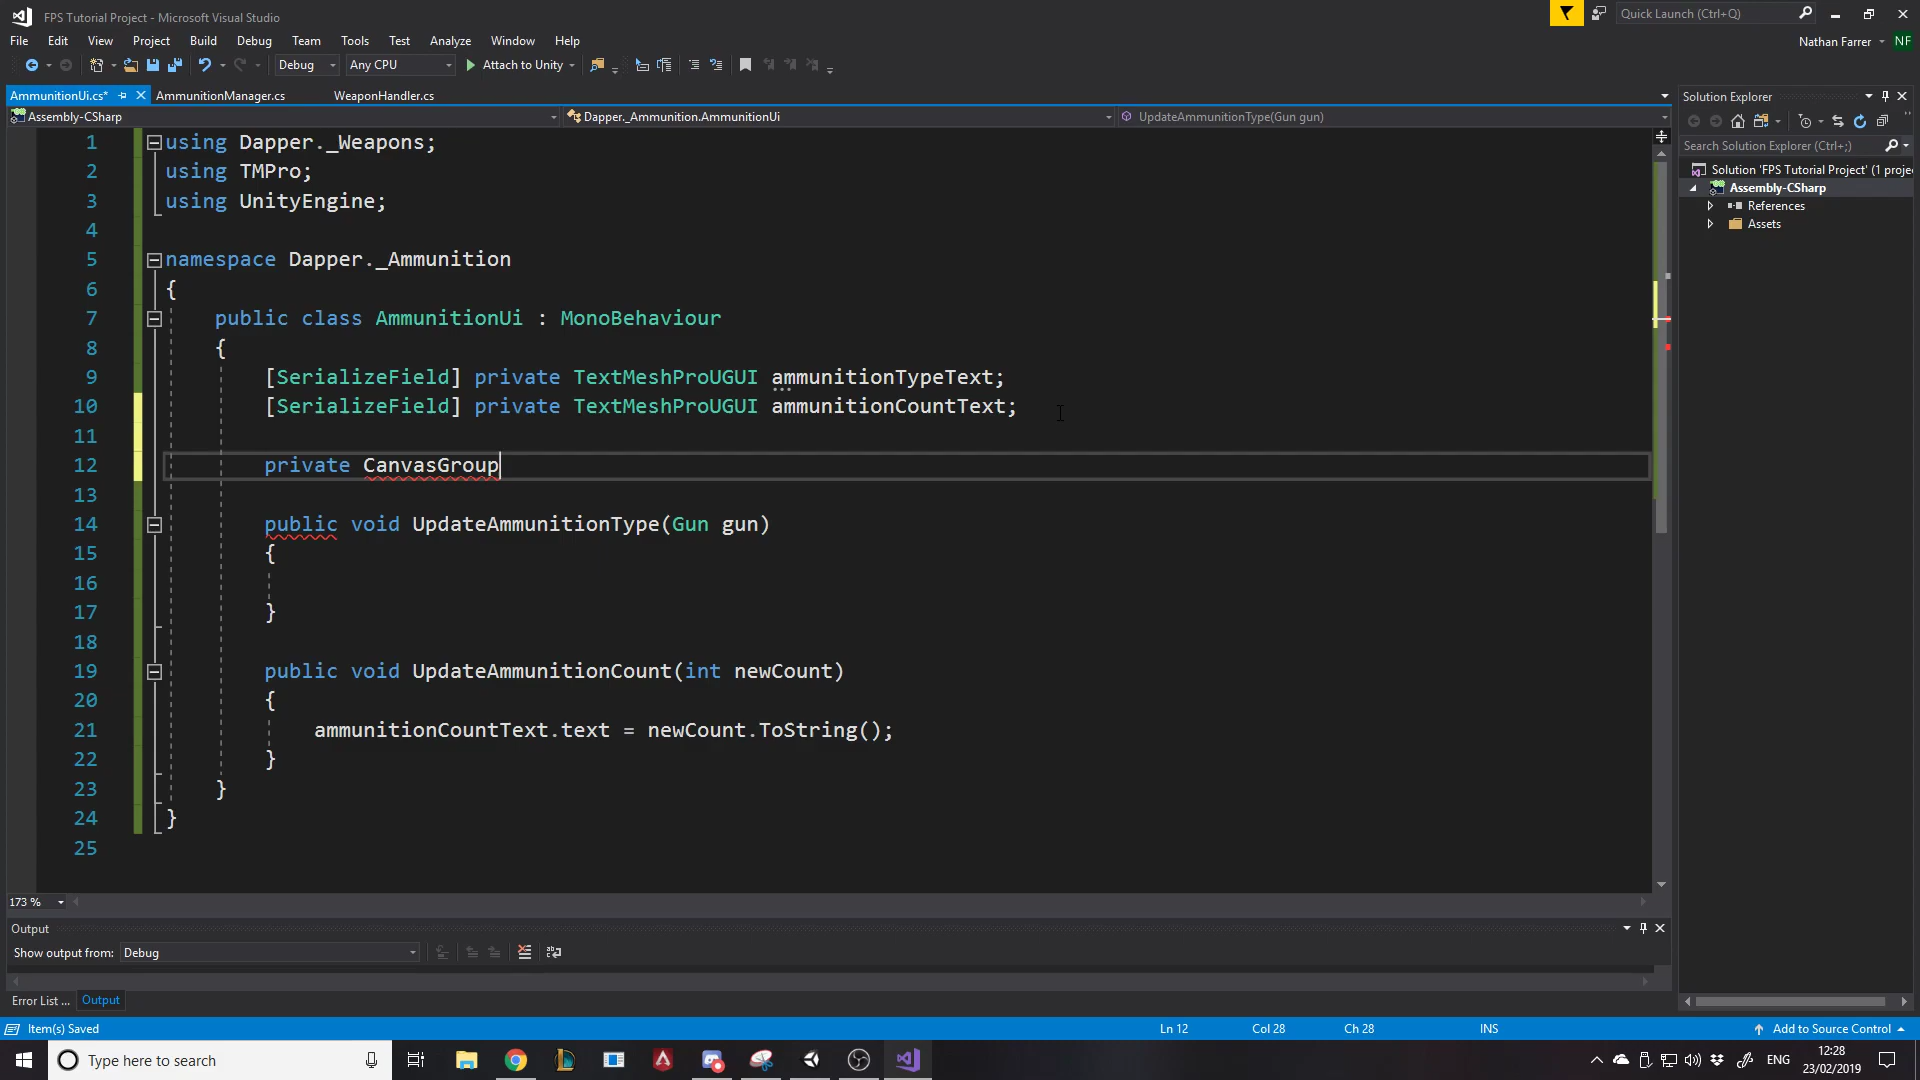 FPS Tutorial Project - Microsoft Visual Studio
Quick Launch (Ctrl+Q)
File Edit View Project Build Debug Team Tools Test Analyze Window Help
Nathan Farrer NF
Debug Any CPU Attach to Unity
AmmunitionUi.cs* AmmunitionManager.cs WeaponHandler.cs
Solution Explorer
Assembly-CSharp Dapper._Ammunition.AmmunitionUi UpdateAmmunitionType(Gun gun)
Search Solution Explorer (Ctrl+;)
Solution 'FPS Tutorial Project' (1 proje
Assembly-CSharp
References
Assets
1 using Dapper._Weapons;
2 using TMPro;
3 using UnityEngine;
4
5 namespace Dapper._Ammunition
6 {
7 public class AmmunitionUi : MonoBehaviour
8 {
9 [SerializeField] private TextMeshProUGUI ammunitionTypeText;
10 [SerializeField] private TextMeshProUGUI ammunitionCountText;
11
12 private CanvasGroup
13
14 public void UpdateAmmunitionType(Gun gun)
15 {
16
17 }
18
19 public void UpdateAmmunitionCount(int newCount)
20 {
21 ammunitionCountText.text = newCount.ToString();
22 }
23 }
24 }
25
173 %
Output
Show output from: Debug
Error List ... Output
Item(s) Saved Ln 12 Col 28 Ch 28 INS Add to Source Control
Type here to search
ENG
12:28
23/02/2019